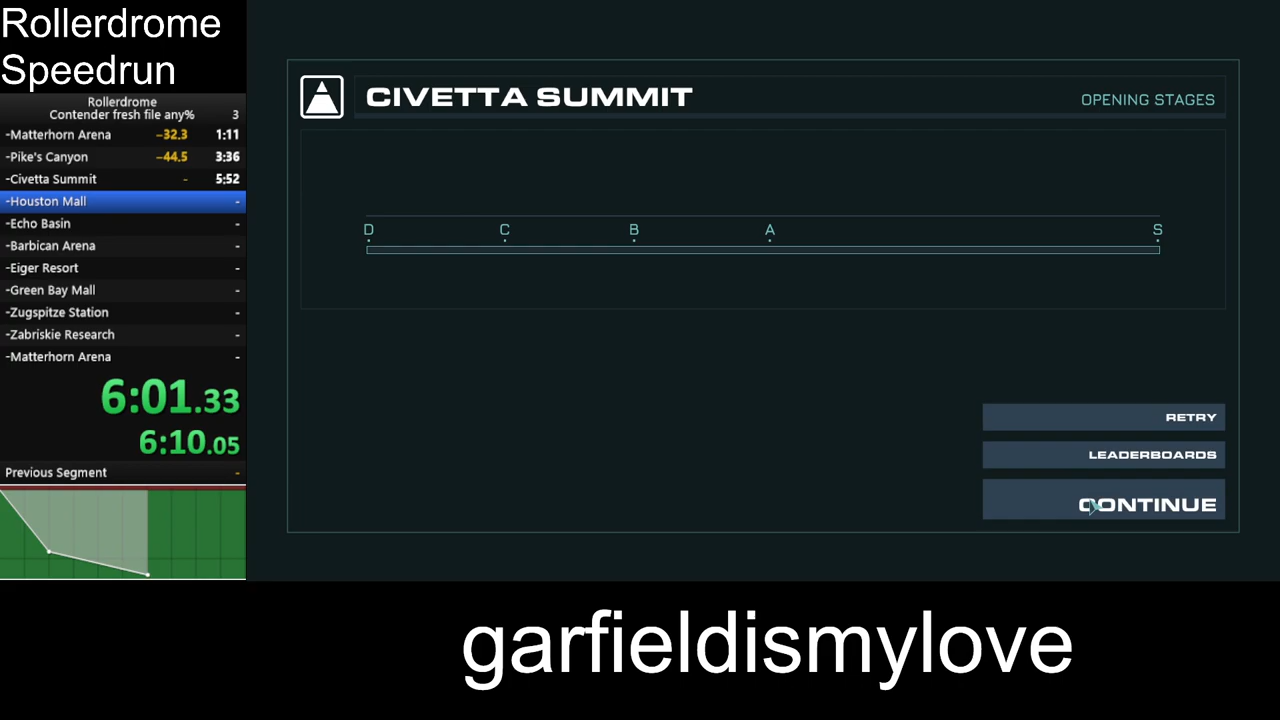 Rollerdrome
Speedrun
Rollerdrome
Contender fresh file any% 3
-Matterhorn Arena −32.3 1:11
-Pike's Canyon −44.5 3:36
-Civetta Summit - 5:52
-Houston Mall -
-Echo Basin -
-Barbican Arena -
-Eiger Resort -
-Green Bay Mall -
-Zugspitze Station -
-Zabriskie Research -
-Matterhorn Arena -
6:01.33
6:10.05
Previous Segment -
CIVETTA SUMMIT
OPENING STAGES
D C B A S
RETRY
LEADERBOARDS
CONTINUE
garfieldismylove